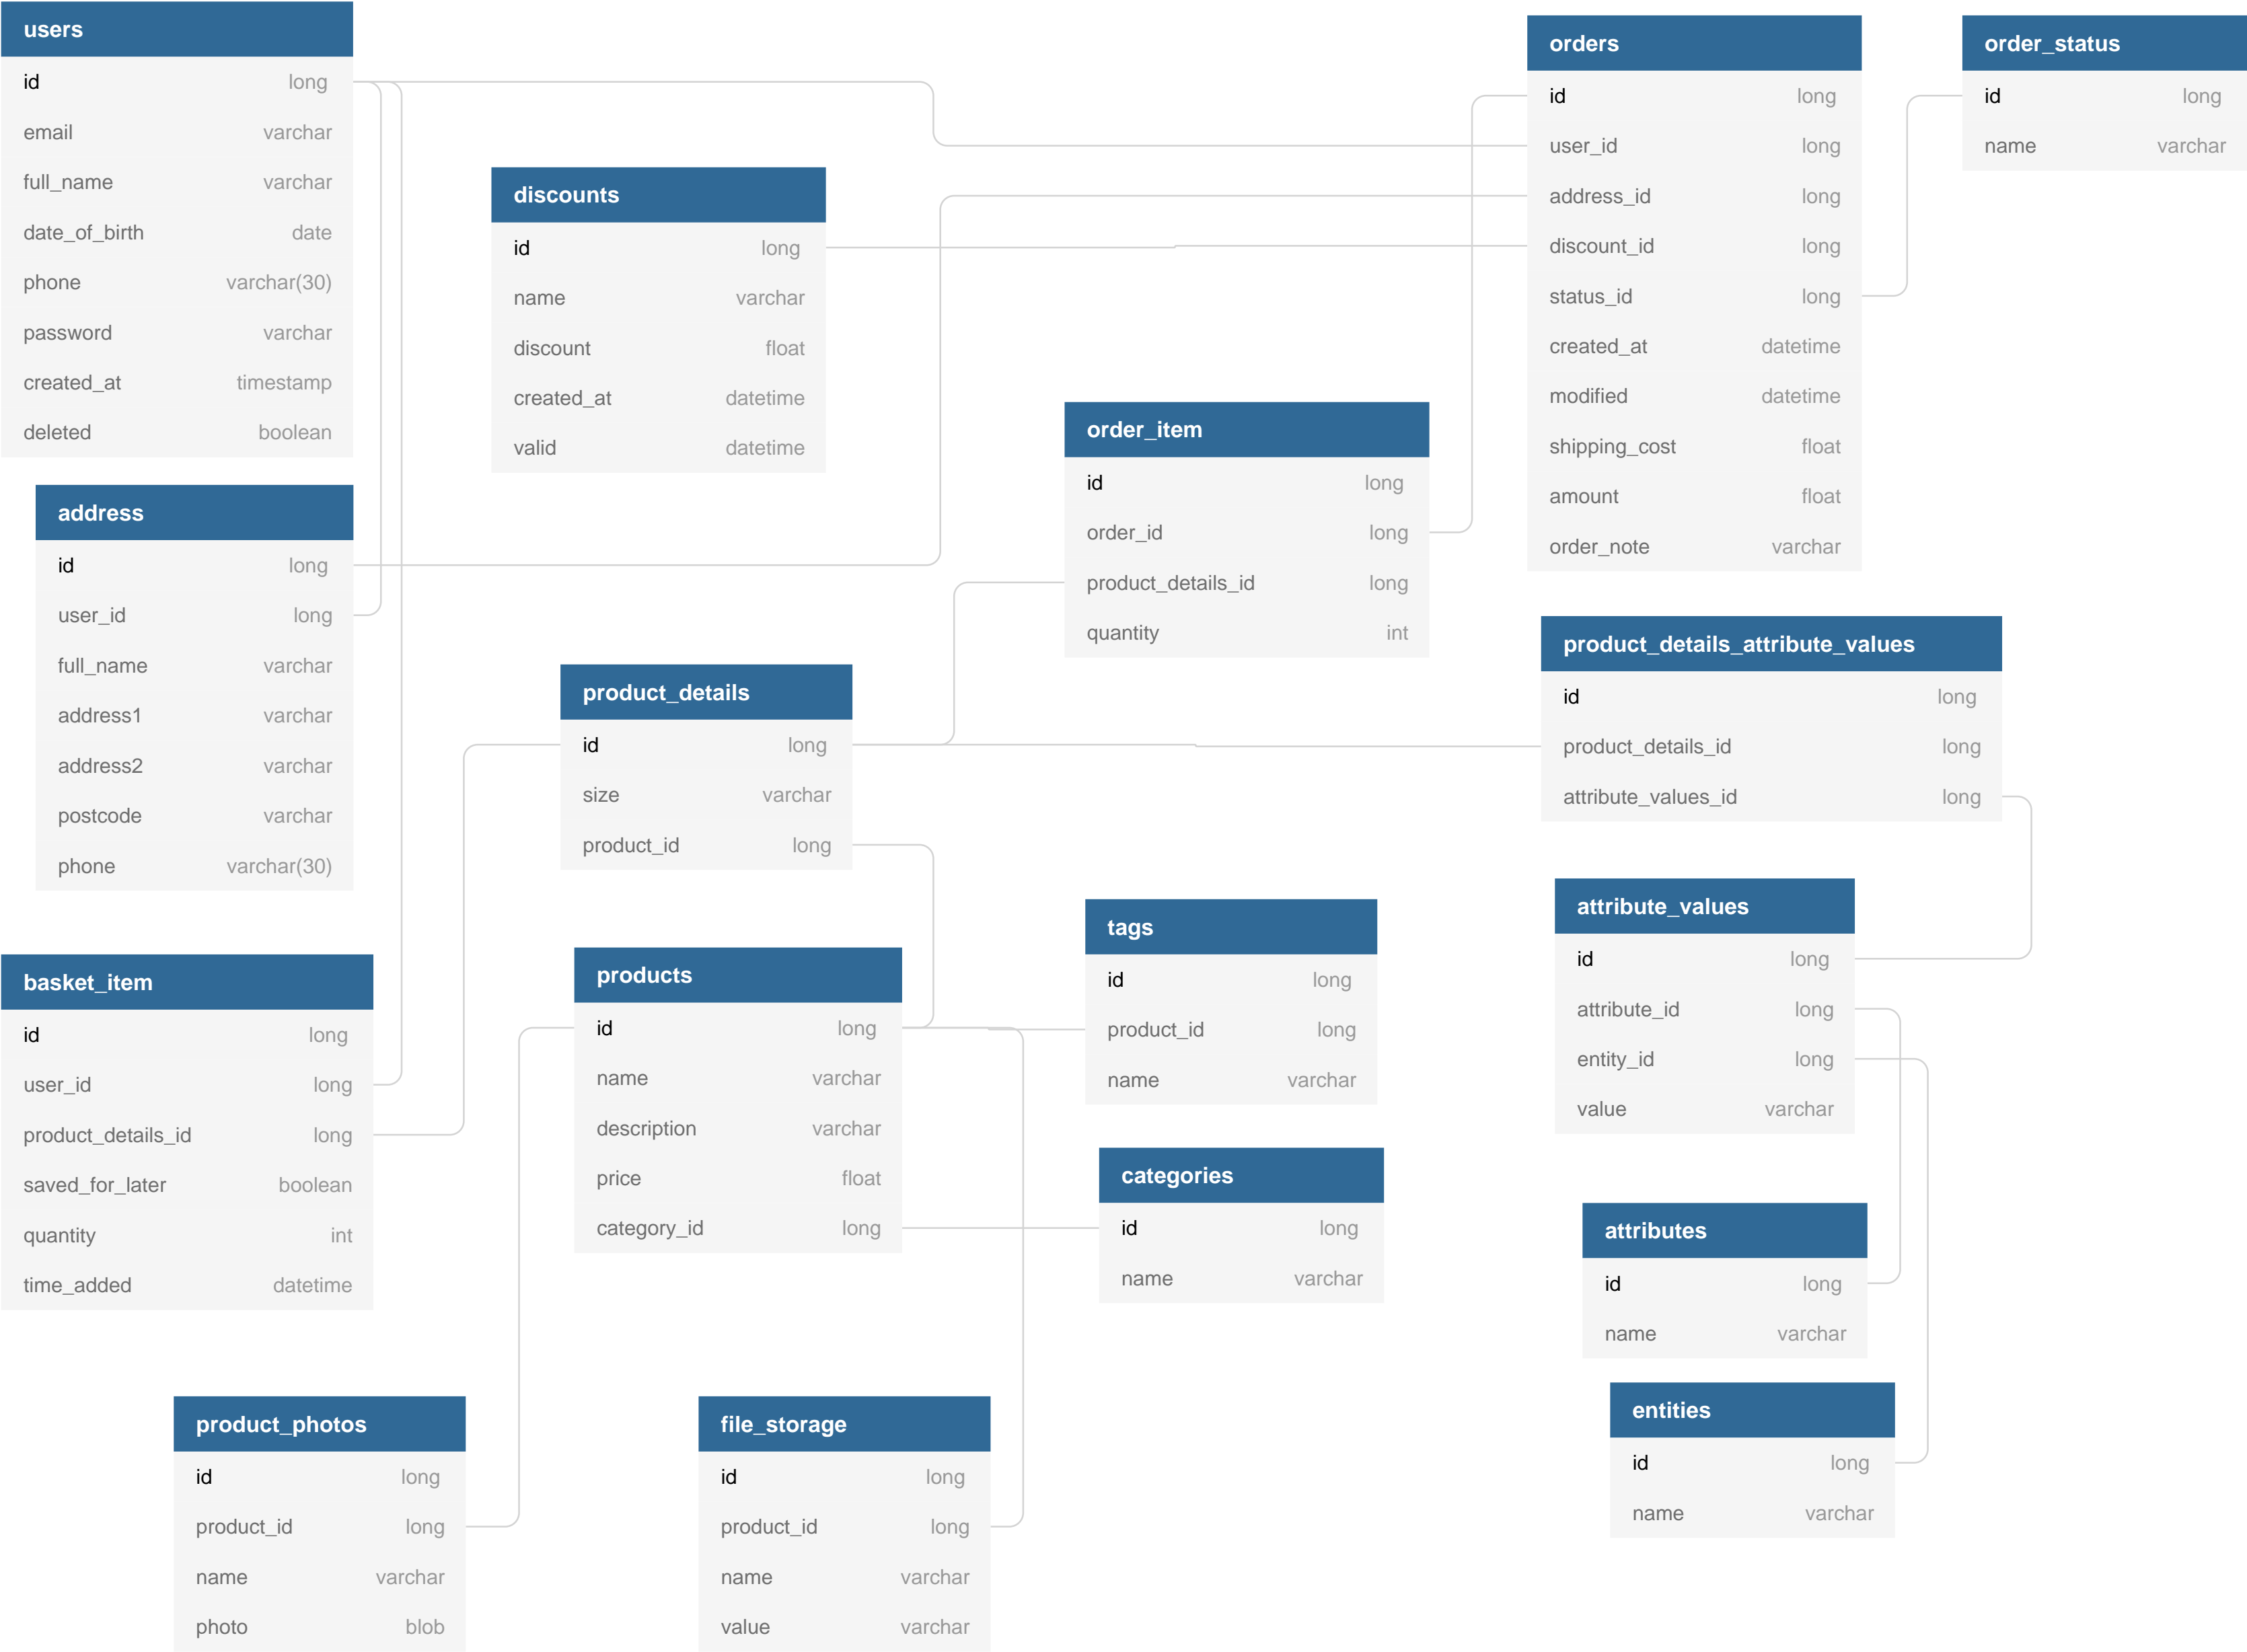 users
id long
email varchar
full_name varchar
date_of_birth date
phone varchar(30)
password varchar
created_at timestamp
deleted boolean
discounts
id long
name varchar
discount float
created_at datetime
valid datetime
orders
id long
user_id long
address_id long
discount_id long
status_id long
created_at datetime
modified datetime
shipping_cost float
amount float
order_note varchar
order_status
id long
name varchar
address
id long
user_id long
full_name varchar
address1 varchar
address2 varchar
postcode varchar
phone varchar(30)
order_item
id long
order_id long
product_details_id long
quantity int
product_details
id long
size varchar
product_id long
product_details_attribute_values
id long
product_details_id long
attribute_values_id long
basket_item
id long
user_id long
product_details_id long
saved_for_later boolean
quantity int
time_added datetime
products
id long
name varchar
description varchar
price float
category_id long
tags
id long
product_id long
name varchar
attribute_values
id long
attribute_id long
entity_id long
value varchar
categories
id long
name varchar
attributes
id long
name varchar
product_photos
id long
product_id long
name varchar
photo blob
file_storage
id long
product_id long
name varchar
value varchar
entities
id long
name varchar